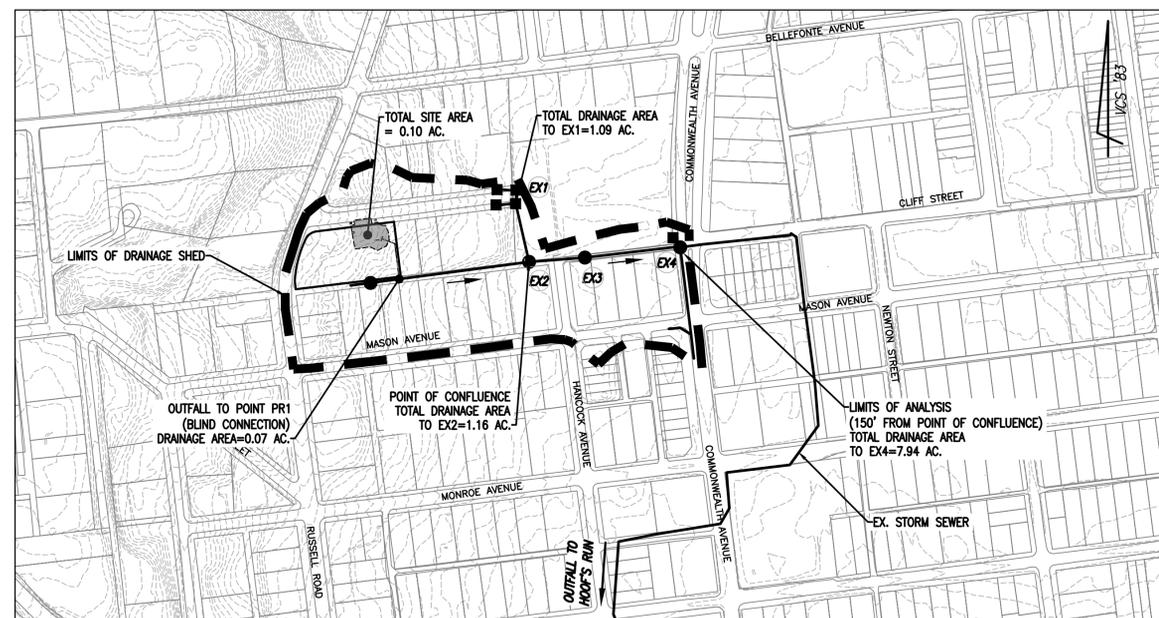 BELLEFONTE AVENUE
VCS '83
COMMONWEALTH AVENUE
TOTAL SITE AREA
= 0.10 AC.
TOTAL DRAINAGE AREA
TO EX1=1.09 AC.
EX1
CLIFF STREET
LIMITS OF DRAINAGE SHED
EX2
EX3
EX4
MASON AVENUE
NEWTON STREET
MASON AVENUE
OUTFALL TO POINT PR1
(BLIND CONNECTION)
DRAINAGE AREA=0.07 AC.
POINT OF CONFLUENCE
TOTAL DRAINAGE AREA
TO EX2=1.16 AC.
HANCOCK AVENUE
LIMITS OF ANALYSIS
(150' FROM POINT OF CONFLUENCE)
TOTAL DRAINAGE AREA
TO EX4=7.94 AC.
COMMONWEALTH AVENUE
MONROE AVENUE
RUSSELL ROAD
EX. STORM SEWER
OUTFALL TO
HOOF'S RUN